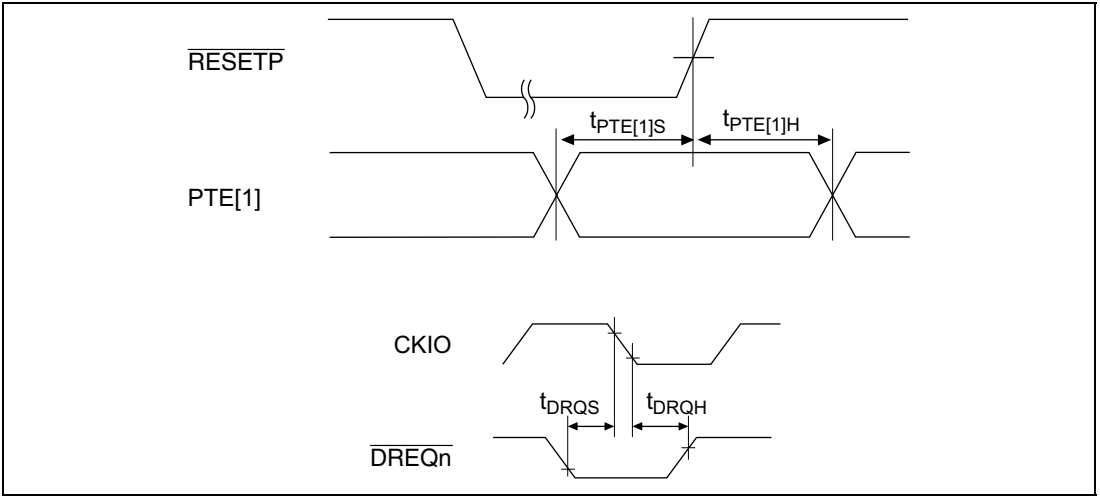 RESETP
tPTE[1]S tPTE[1]H
PTE[1]
CKIO
tDRQS tDRQH
DREQn